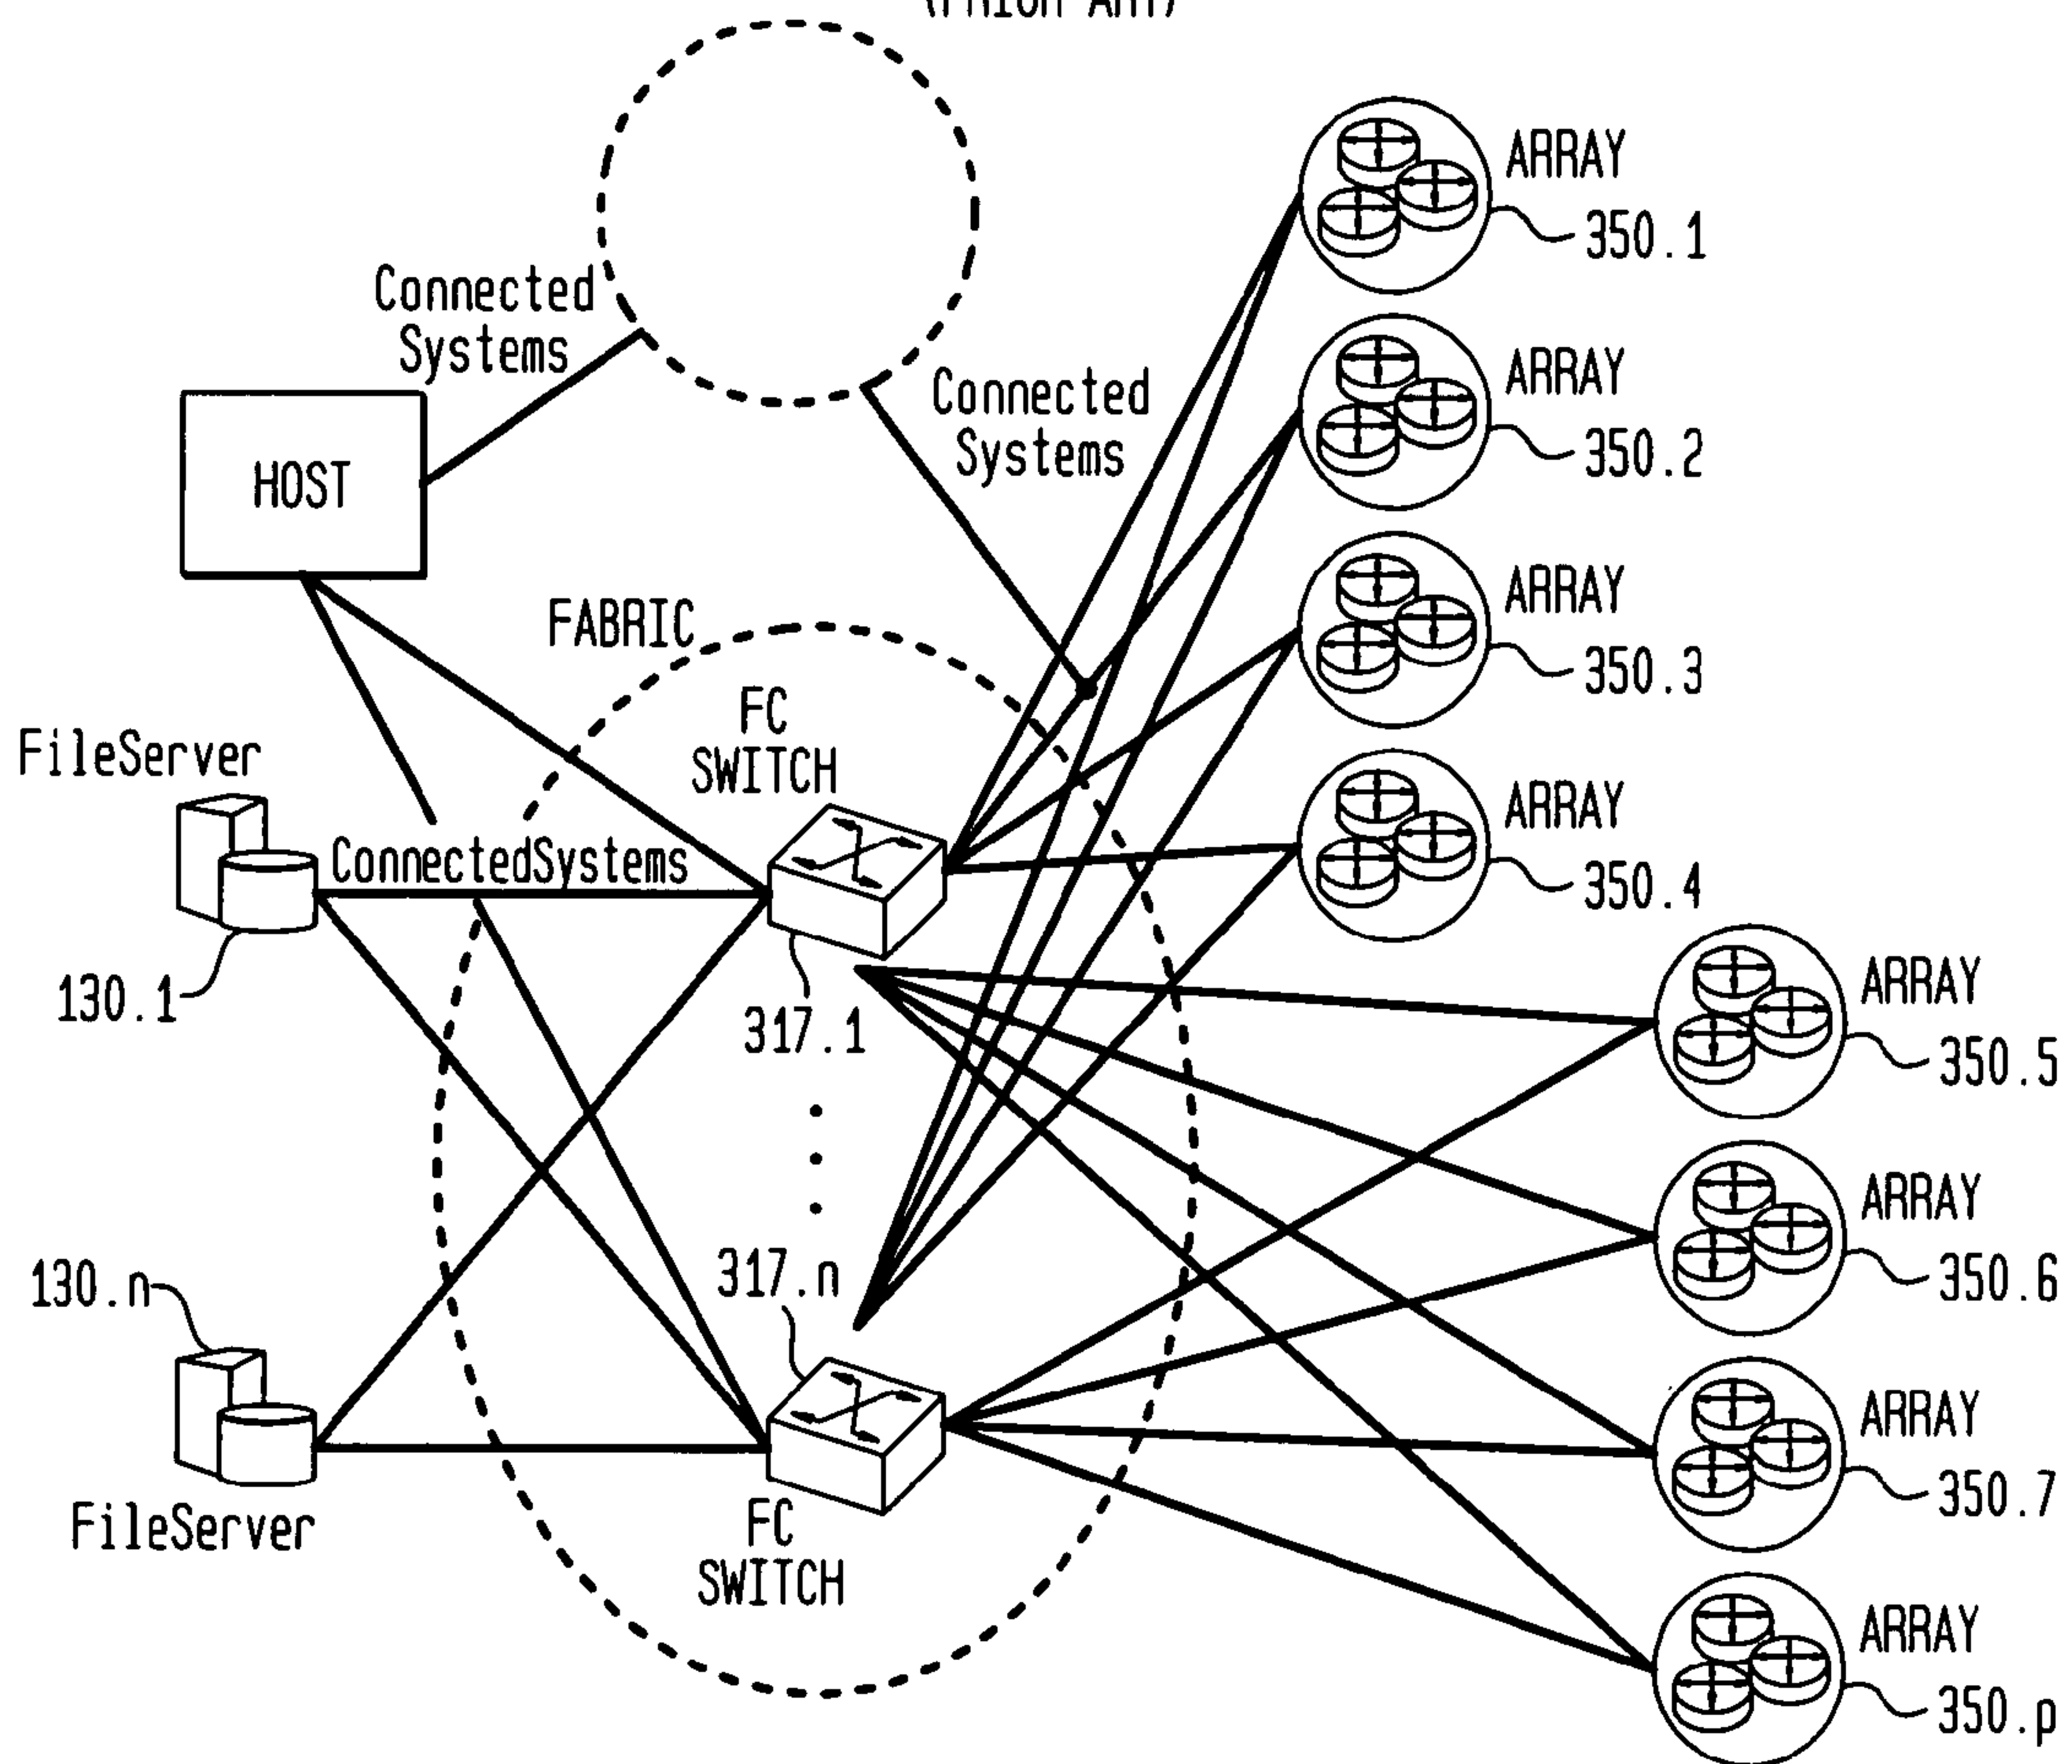 (PRIOR ART)
ARRAY
350.1
Connected
Systems
ARRAY
350.2
Connected
Systems
HOST
ARRAY
350.3
FABRIC
FC
SWITCH
FileServer
ARRAY
350.4
ConnectedSystems
130.1
317.1
ARRAY
350.5
ARRAY
350.6
130.n
317.n
ARRAY
350.7
FileServer
FC
SWITCH
ARRAY
350.p